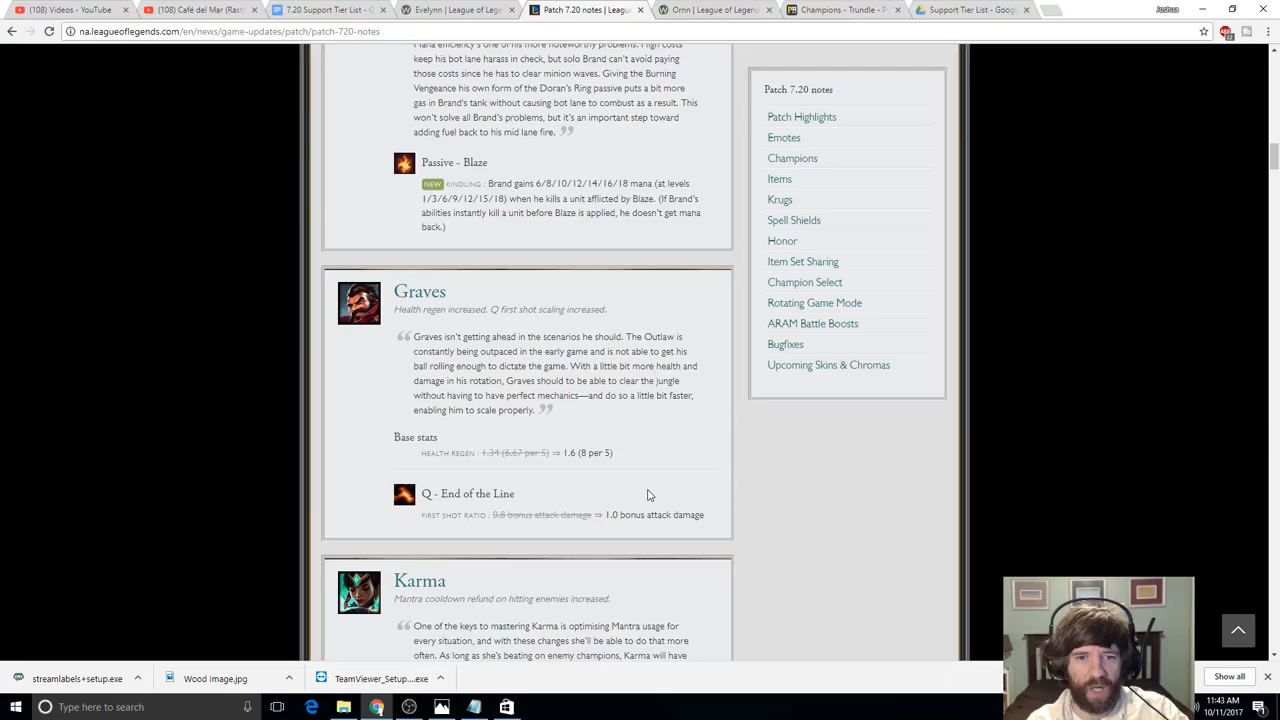 (108) Videos - YouTube
(108) Café del Mar (Rast
7.20 Support Tier List - G
Evelynn | League of Lege
Patch 7.20 notes | Leagu
Ornn | League of Legend
Champions - Trundle - P
Support Tier List - Goog
Joshua
na.leagueoflegends.com/en/news/game-updates/patch/patch-720-notes
Mana efficiency's one of his more noteworthy problems. High costs
keep his bot lane harass in check, but solo Brand can't avoid paying
those costs since he has to clear minion waves. Giving the Burning
Vengeance his own form of the Doran's Ring passive puts a bit more
gas in Brand's tank without causing bot lane to combust as a result. This
won't solve all Brand's problems, but it's an important step toward
adding fuel back to his mid lane fire.
Passive - Blaze
NEW KINDLING : Brand gains 6/8/10/12/14/16/18 mana (at levels
1/3/6/9/12/15/18) when he kills a unit afflicted by Blaze. (If Brand's
abilities instantly kill a unit before Blaze is applied, he doesn't get mana
back.)
Graves
Health regen increased. Q first shot scaling increased.
Graves isn't getting ahead in the scenarios he should. The Outlaw is
constantly being outpaced in the early game and is not able to get his
ball rolling enough to dictate the game. With a little bit more health and
damage in his rotation, Graves should be able to clear the jungle
without having to have perfect mechanics—and do so a little bit faster,
enabling him to scale properly.
Base stats
HEALTH REGEN : 1.34 (6.67 per 5) ⇒ 1.6 (8 per 5)
Q - End of the Line
FIRST SHOT RATIO : 0.8 bonus attack damage ⇒ 1.0 bonus attack damage
Karma
Mantra cooldown refund on hitting enemies increased.
One of the keys to mastering Karma is optimising Mantra usage for
every situation, and with these changes she'll be able to do that more
often. As long as she's beating on enemy champions, Karma will have
Patch 7.20 notes
Patch Highlights
Emotes
Champions
Items
Krugs
Spell Shields
Honor
Item Set Sharing
Champion Select
Rotating Game Mode
ARAM Battle Boosts
Bugfixes
Upcoming Skins & Chromas
streamlabels+setup.exe
Wood Image.jpg
TeamViewer_Setup....exe
Show all
Type here to search
11:43 AM
10/11/2017